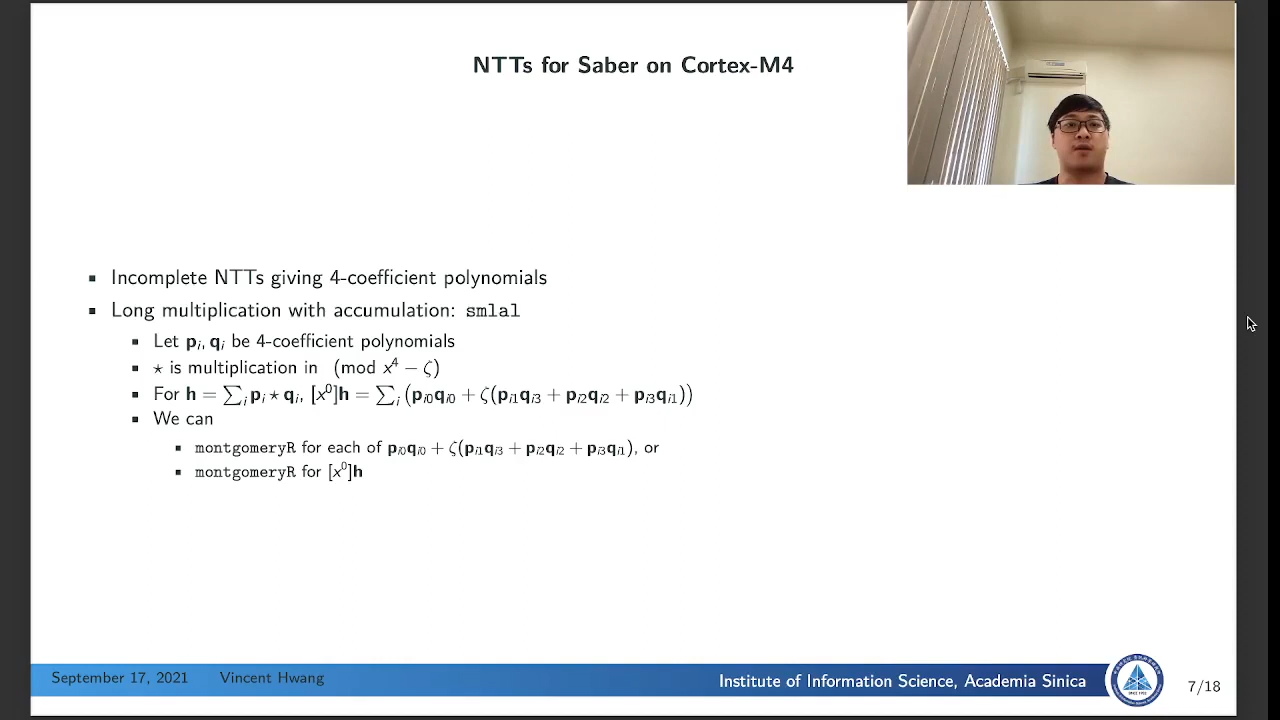 NTTs for Saber on Cortex-M4
▪ Incomplete NTTs giving 4-coefficient polynomials
▪ Long multiplication with accumulation: smlal
▪ Let pᵢ, qᵢ be 4-coefficient polynomials
▪ ⋆ is multiplication in (mod x⁴ − ζ)
▪ For h = ∑ᵢ pᵢ ⋆ qᵢ, [x⁰]h = ∑ᵢ (pᵢ₀qᵢ₀ + ζ(pᵢ₁qᵢ₃ + pᵢ₂qᵢ₂ + pᵢ₃qᵢ₁))
▪ We can
▪ montgomeryR for each of pᵢ₀qᵢ₀ + ζ(pᵢ₁qᵢ₃ + pᵢ₂qᵢ₂ + pᵢ₃qᵢ₁), or
▪ montgomeryR for [x⁰]h
September 17, 2021 Vincent Hwang
Institute of Information Science, Academia Sinica
7/18